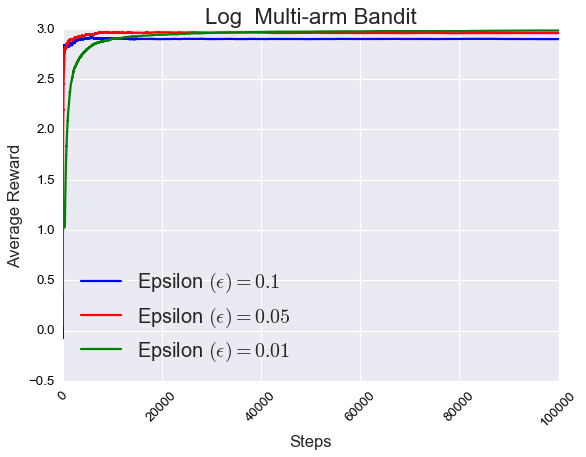 Log  Multi-arm Bandit
Average Reward
3.0
2.5
2.0
1.5
1.0
0.5
0.0
−0.5
Epsilon (ϵ) = 0.1
Epsilon (ϵ) = 0.05
Epsilon (ϵ) = 0.01
0
20000
40000
60000
80000
100000
Steps